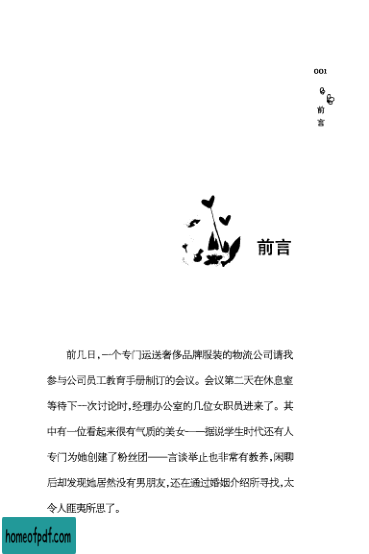 001
前
言
前言
前几日,一个专门运送奢侈品牌服装的物流公司请我
参与公司员工教育手册制订的会议。会议第二天在休息室
等待下一次讨论时,经理办公室的几位女职员进来了。其
中有一位看起来很有气质的美女——据说学生时代还有人
专门为她创建了粉丝团——言谈举止也非常有教养,闲聊
后却发现她居然没有男朋友,还在通过婚姻介绍所寻找,太
令人匪夷所思了。
homeofpdf.com